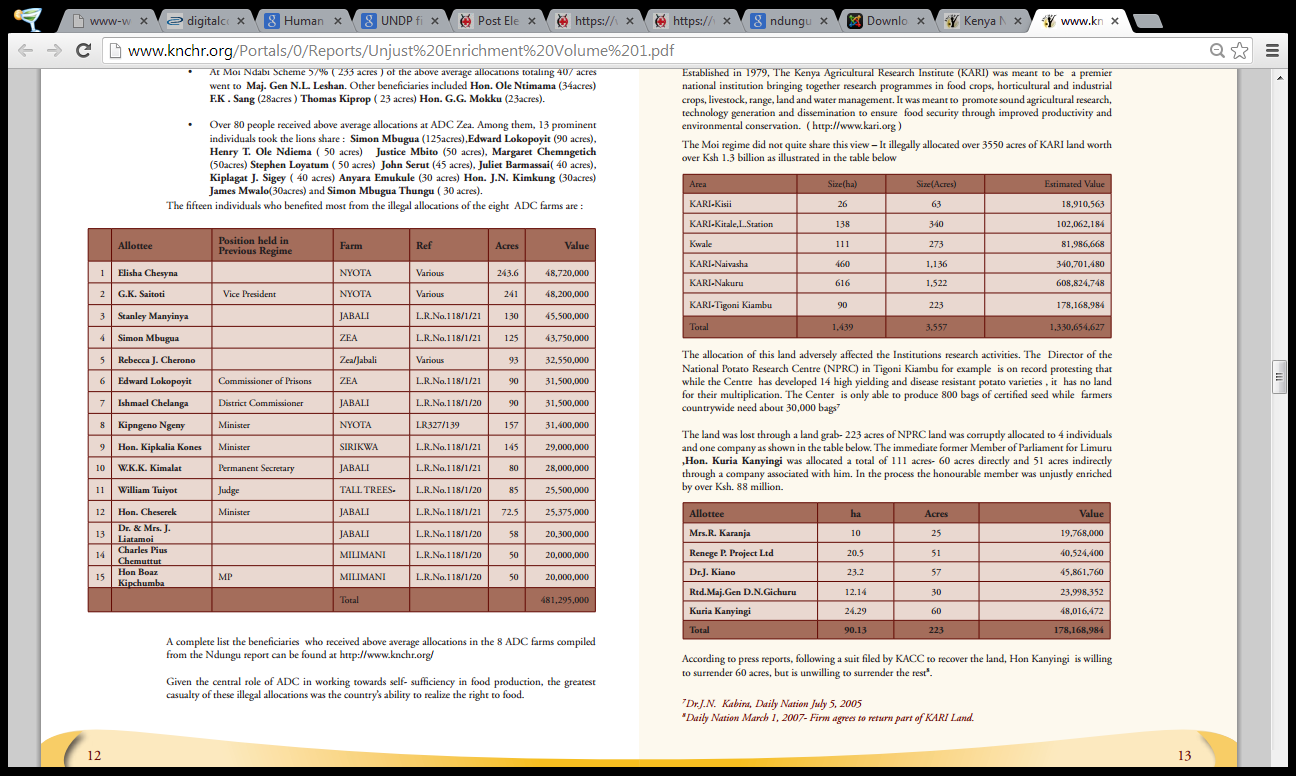 www-w
digitalc
Human
UNDP fi
Post Ele
https://
https://
ndungu
Downlo
Kenya N
www.kn
www.knchr.org/Portals/0/Reports/Unjust%20Enrichment%20Volume%201.pdf
• At Moi Ndabi Scheme 57% ( 233 acres ) of the above average allocations totaling 407 acres
went to Maj. Gen N.L. Leshan. Other beneficiaries included Hon. Ole Ntimama (34acres)
F.K . Sang (28acres ) Thomas Kiprop ( 23 acres) Hon. G.G. Mokku (23acres).
• Over 80 people received above average allocations at ADC Zea. Among them, 13 prominent
individuals took the lions share : Simon Mbugua (125acres),Edward Lokopoyit (90 acres),
Henry T. Ole Ndiema ( 50 acres) Justice Mbito (50 acres), Margaret Chemngetich
(50acres) Stephen Loyatum ( 50 acres) John Serut (45 acres), Juliet Barmassai( 40 acres),
Kiplagat J. Sigey ( 40 acres) Anyara Emukule (30 acres) Hon. J.N. Kimkung (30acres)
James Mwalo(30acres) and Simon Mbugua Thungu ( 30 acres).
The fifteen individuals who benefited most from the illegal allocations of the eight ADC farms are :
Allottee Position held in Previous Regime Farm Ref Acres Value
1 Elisha Chesyna NYOTA Various 243.6 48,720,000
2 G.K. Saitoti Vice President NYOTA Various 241 48,200,000
3 Stanley Manyinya JABALI L.R.No.118/1/21 130 45,500,000
4 Simon Mbugua ZEA L.R.No.118/1/21 125 43,750,000
5 Rebecca J. Cherono Zea/Jabali Various 93 32,550,000
6 Edward Lokopoyit Commissioner of Prisons ZEA L.R.No.118/1/21 90 31,500,000
7 Ishmael Chelanga District Commissioner JABALI L.R.No.118/1/20 90 31,500,000
8 Kipngeno Ngeny Minister NYOTA LR327/139 157 31,400,000
9 Hon. Kipkalia Kones Minister SIRIKWA L.R.No.118/1/21 145 29,000,000
10 W.K.K. Kimalat Permanent Secretary JABALI L.R.No.118/1/21 80 28,000,000
11 William Tuiyot Judge TALL TREES• L.R.No.118/1/20 85 25,500,000
12 Hon. Cheserek Minister JABALI L.R.No.118/1/21 72.5 25,375,000
13 Dr. & Mrs. J. Liatamoi JABALI L.R.No.118/1/20 58 20,300,000
14 Charles Pius Chemuttut MILIMANI L.R.No.118/1/20 50 20,000,000
15 Hon Boaz Kipchumba MP MILIMANI L.R.No.118/1/20 50 20,000,000
Total 481,295,000
A complete list the beneficiaries who received above average allocations in the 8 ADC farms compiled
from the Ndungu report can be found at http://www.knchr.org/
Given the central role of ADC in working towards self- sufficiency in food production, the greatest
casualty of these illegal allocations was the country's ability to realize the right to food.
12
Established in 1979, The Kenya Agricultural Research Institute (KARI) was meant to be a premier
national institution bringing together research programmes in food crops, horticultural and industrial
crops, livestock, range, land and water management. It was meant to promote sound agricultural research,
technology generation and dissemination to ensure food security through improved productivity and
environmental conservation. ( http://www.kari.org )
The Moi regime did not quite share this view – It illegally allocated over 3550 acres of KARI land worth
over Ksh 1.3 billion as illustrated in the table below
Area Size(ha) Size(Acres) Estimated Value
KARI•Kisii 26 63 18,910,563
KARI•Kitale,L.Station 138 340 102,062,184
Kwale 111 273 81,986,668
KARI•Naivasha 460 1,136 340,701,480
KARI•Nakuru 616 1,522 608,824,748
KARI•Tigoni Kiambu 90 223 178,168,984
Total 1,439 3,557 1,330,654,627
The allocation of this land adversely affected the Institutions research activities. The Director of the
National Potato Research Centre (NPRC) in Tigoni Kiambu for example is on record protesting that
while the Centre has developed 14 high yielding and disease resistant potato varieties , it has no land
for their multiplication. The Center is only able to produce 800 bags of certified seed while farmers
countrywide need about 30,000 bags⁷
The land was lost through a land grab- 223 acres of NPRC land was corruptly allocated to 4 individuals
and one company as shown in the table below. The immediate former Member of Parliament for Limuru
,Hon. Kuria Kanyingi was allocated a total of 111 acres- 60 acres directly and 51 acres indirectly
through a company associated with him. In the process the honourable member was unjustly enriched
by over Ksh. 88 million.
Allottee ha Acres Value
Mrs.R. Karanja 10 25 19,768,000
Renege P. Project Ltd 20.5 51 40,524,400
Dr.J. Kiano 23.2 57 45,861,760
Rtd.Maj.Gen D.N.Gichuru 12.14 30 23,998,352
Kuria Kanyingi 24.29 60 48,016,472
Total 90.13 223 178,168,984
According to press reports, following a suit filed by KACC to recover the land, Hon Kanyingi is willing
to surrender 60 acres, but is unwilling to surrender the rest⁸.
⁷Dr.J.N. Kabira, Daily Nation July 5, 2005
⁸Daily Nation March 1, 2007- Firm agrees to return part of KARI Land.
13